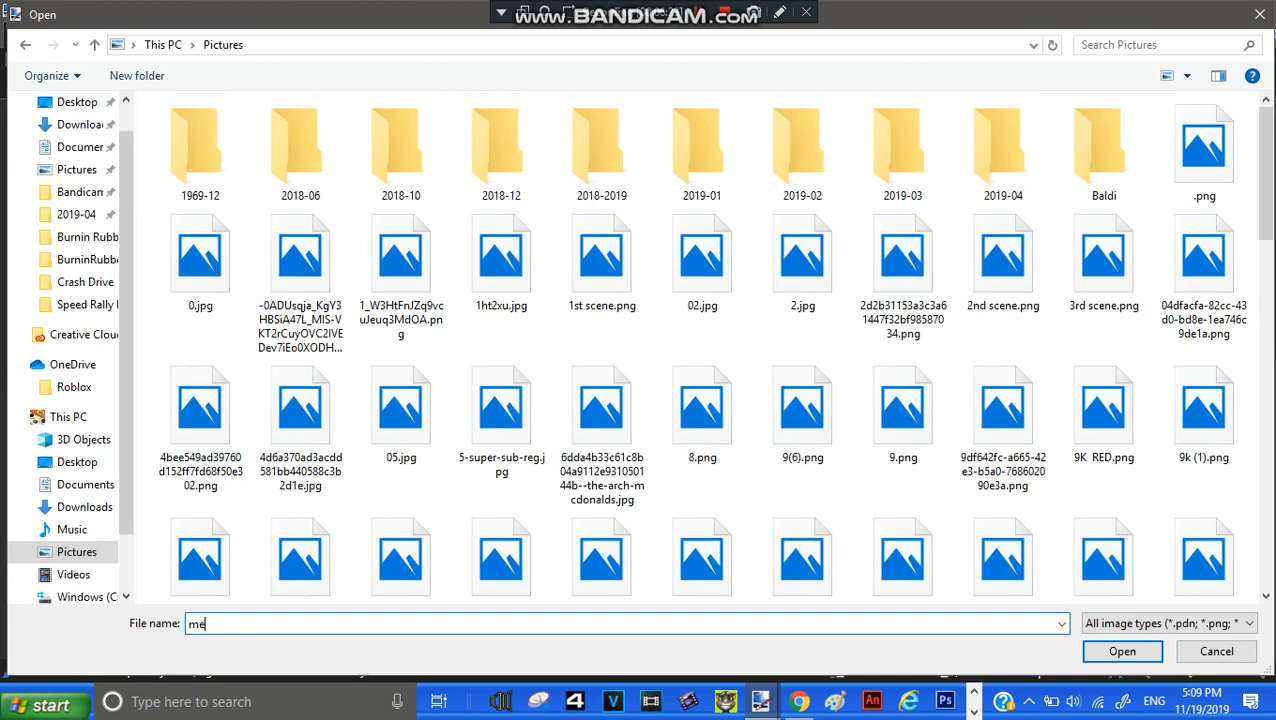 Open
www.BANDICAM.com
This PC > Pictures
Search Pictures
Organize
New folder
Desktop
Downloa
Documer
Pictures
Bandicam
2019-04
Burnin Rubb
BurninRubbe
Crash Drive
Speed Rally
Creative Clou
OneDrive
Roblox
This PC
3D Objects
Desktop
Documents
Downloads
Music
Pictures
Videos
Windows (C
1969-12
2018-06
2018-10
2018-12
2018-2019
2019-01
2019-02
2019-03
2019-04
Baldi
.png
0.jpg
-0ADUsqja_KgY3
HBSiA47L_MIS-V
KT2rCuyOVC2IVE
Dev7iEo0XODH...
1_W3HtFnJZq9vc
uJeuq3MdOA.pn
g
1ht2xu.jpg
1st scene.png
02.jpg
2.jpg
2d2b31153a3c3a6
1447f32bf985870
34.png
2nd scene.png
3rd scene.png
04dfacfa-82cc-43
d0-bd8e-1ea746c
9de1a.png
4bee549ad39760
d152ff7fd68f50e3
02.png
4d6a370ad3acdd
581bb440588c3b
2d1e.jpg
05.jpg
5-super-sub-reg.j
pg
6dda4b33c61c8b
04a9112e9310501
44b--the-arch-m
cdonalds.jpg
8.png
9(6).png
9.png
9df642fc-a665-42
e3-b5a0-7686020
90e3a.png
9K RED.png
9k (1).png
File name: me
All image types (*.pdn; *.png; *
Open
Cancel
start
Type here to search
ENG
5:09 PM
11/19/2019